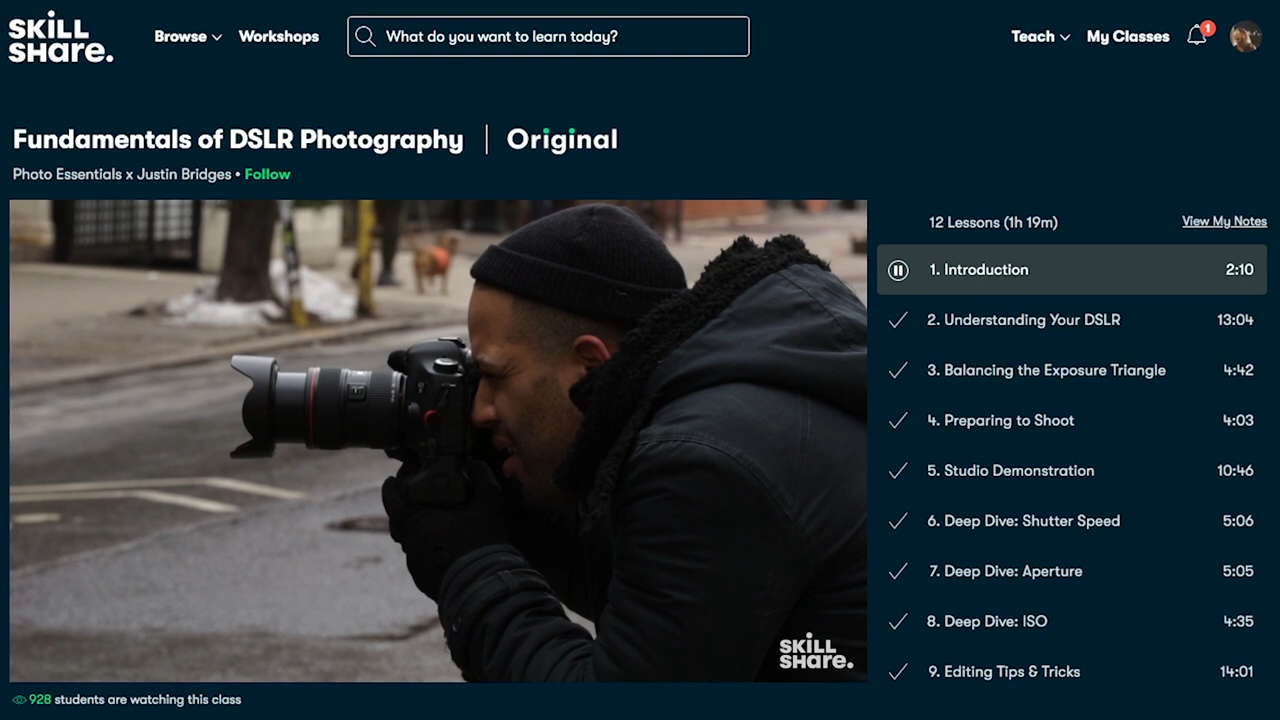 SKiLL
SHare.
Browse
Workshops
What do you want to learn today?
Teach
My Classes
1
Fundamentals of DSLR Photography | Original
Photo Essentials x Justin Bridges • Follow
12 Lessons (1h 19m)
View My Notes
1. Introduction 2:10
2. Understanding Your DSLR 13:04
3. Balancing the Exposure Triangle 4:42
4. Preparing to Shoot 4:03
5. Studio Demonstration 10:46
6. Deep Dive: Shutter Speed 5:06
7. Deep Dive: Aperture 5:05
8. Deep Dive: ISO 4:35
9. Editing Tips & Tricks 14:01
SKiLL
SHare.
928 students are watching this class